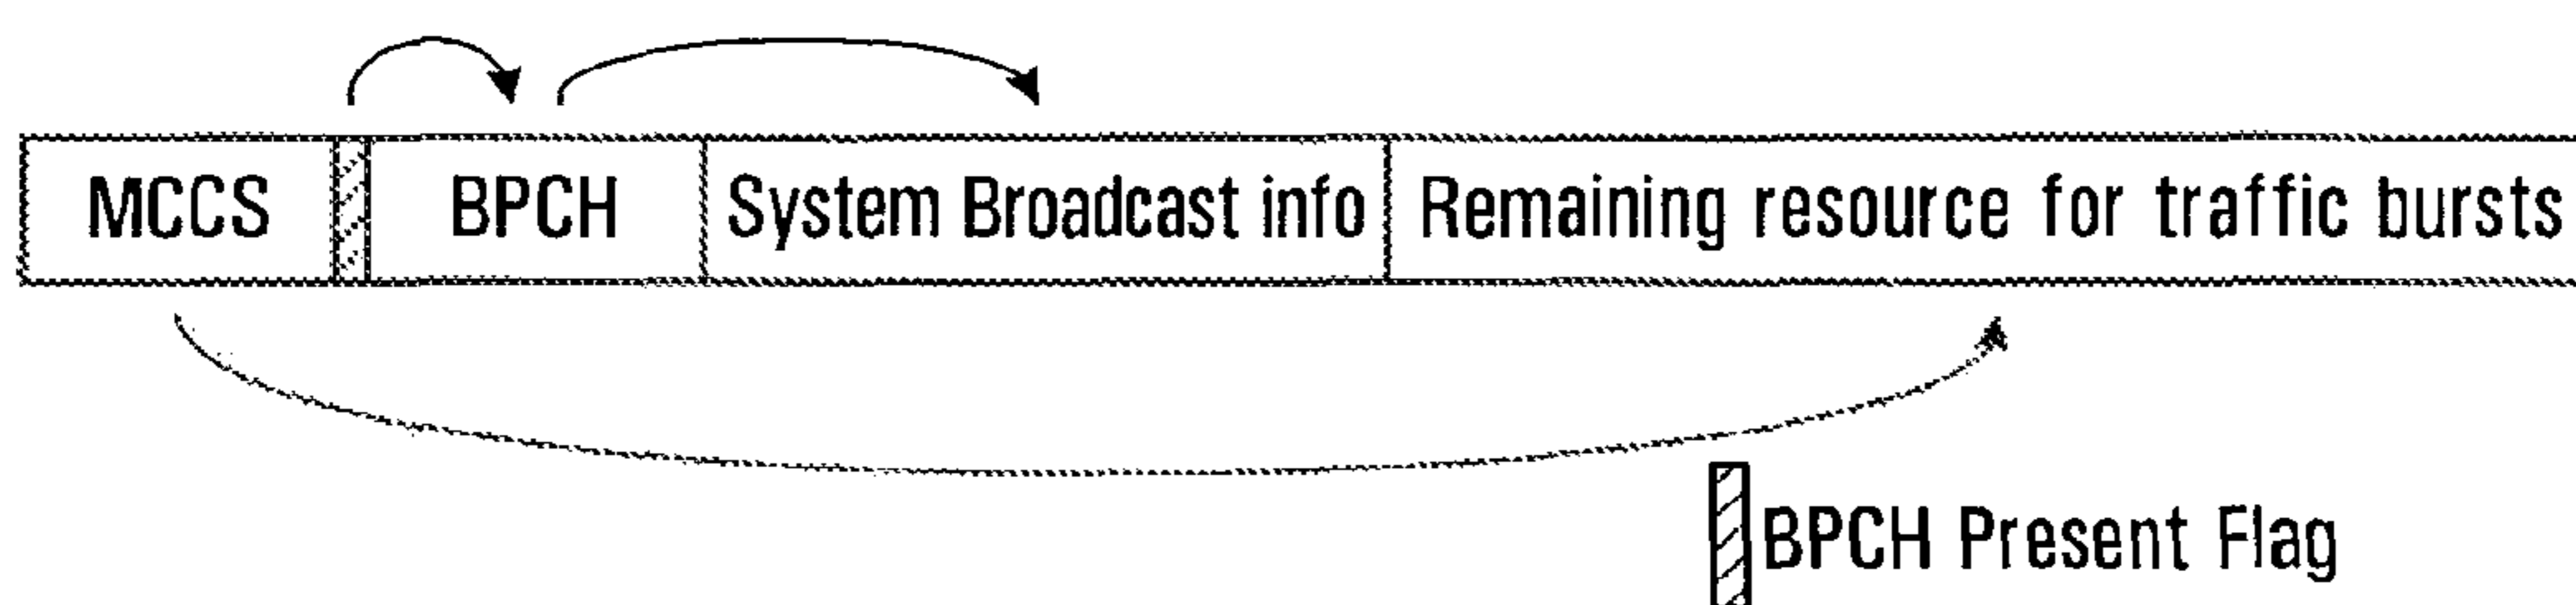 MCCS BPCH System Broadcast info Remaining resource for traffic bursts
BPCH Present Flag